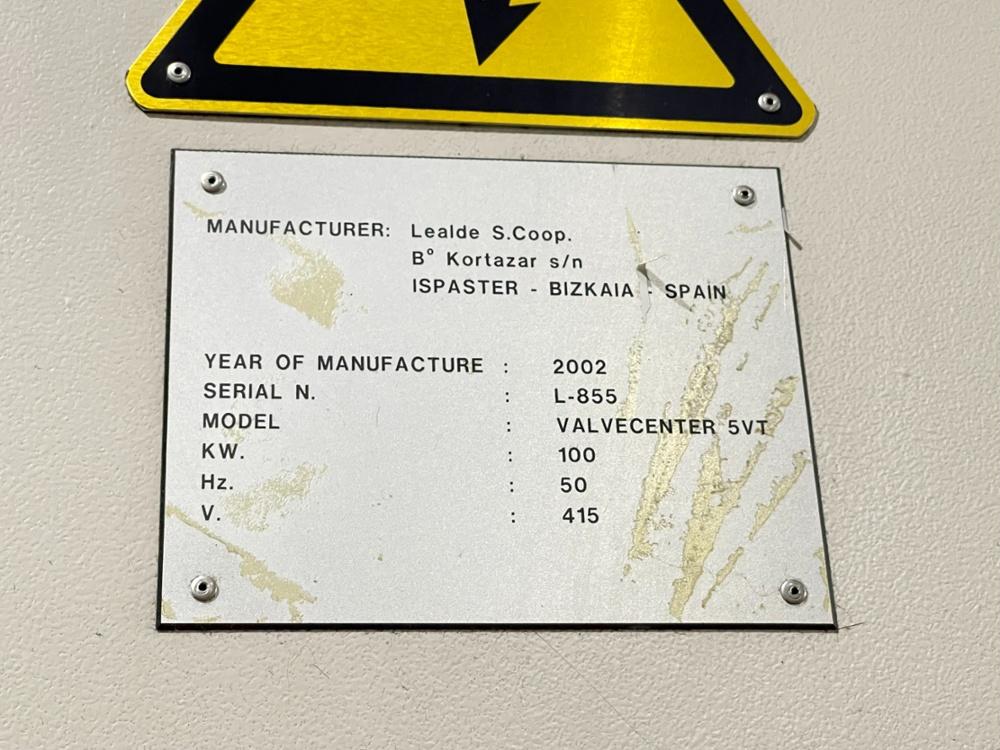 MANUFACTURER: Lealde S.Coop.
Bº Kortazar s/n
ISPASTER - BIZKAIA - SPAIN
YEAR OF MANUFACTURE : 2002
SERIAL N. : L-855
MODEL : VALVECENTER 5VT
KW. : 100
Hz. : 50
V. : 415